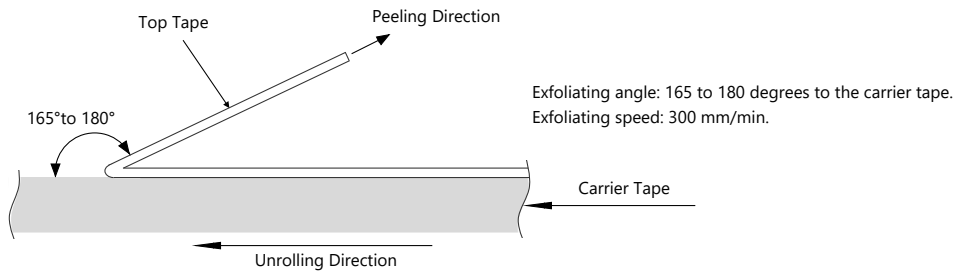 Top Tape
Peeling Direction
165°to 180°
Exfoliating angle: 165 to 180 degrees to the carrier tape.
Exfoliating speed: 300 mm/min.
Carrier Tape
Unrolling Direction